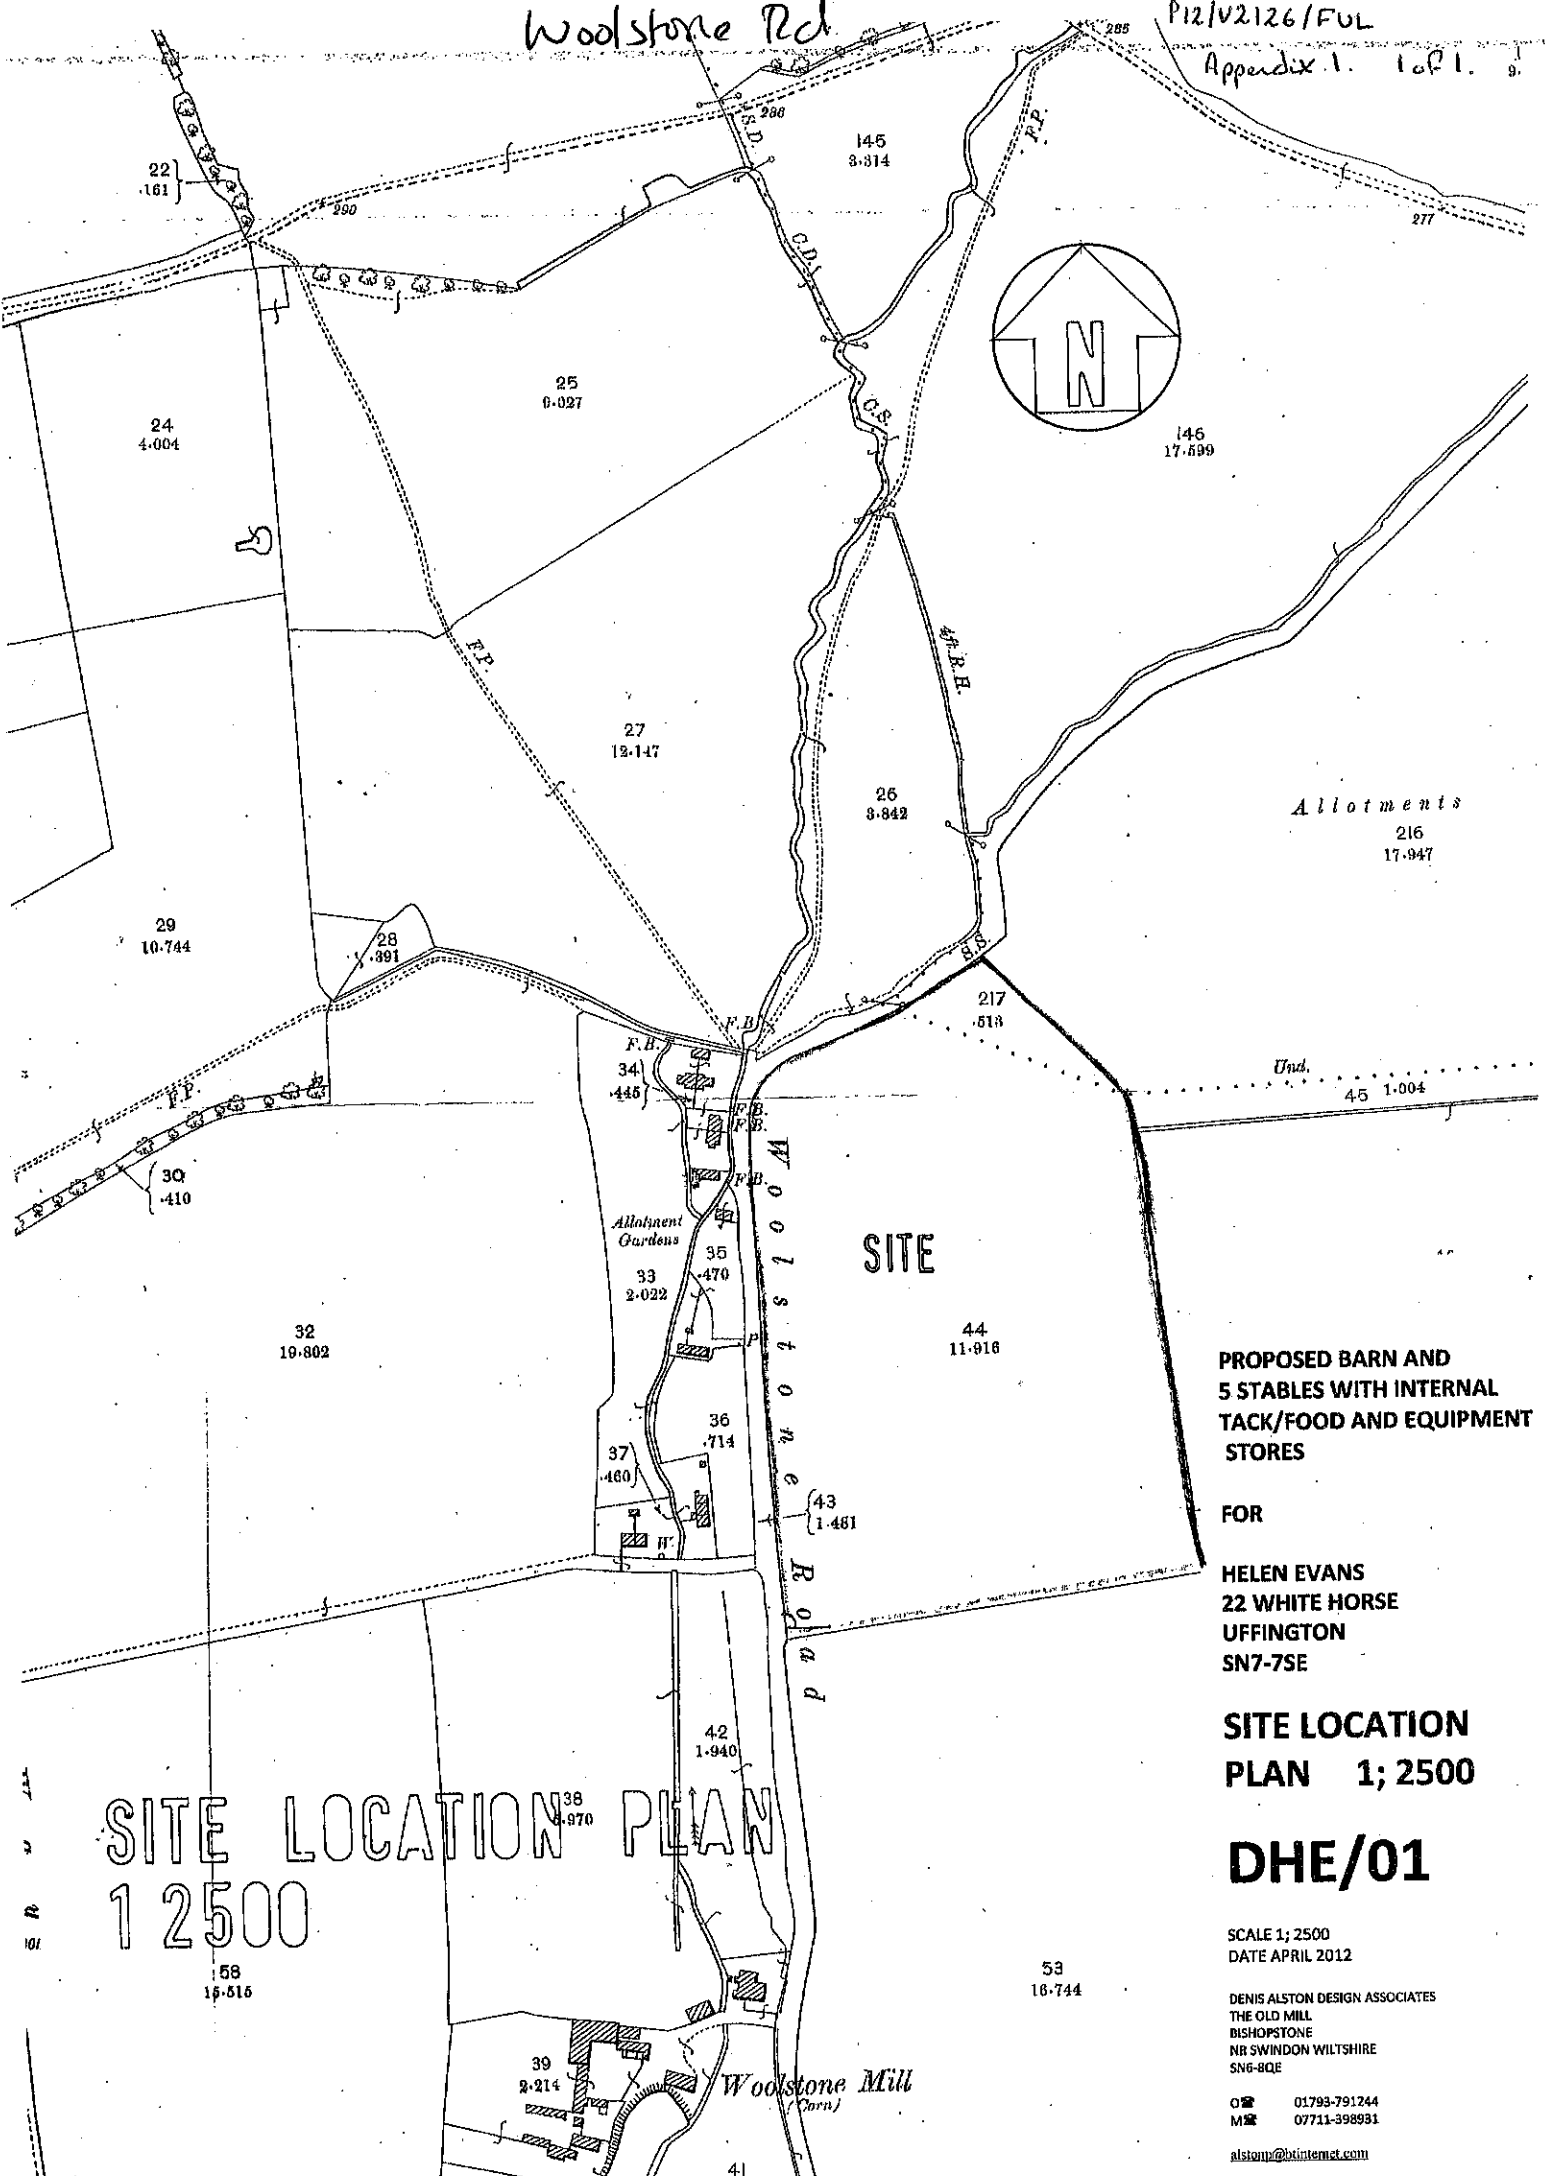 Woolstone Rd
P12/V2126/FUL
Appendix 1. 1 of 1.
285
286
S.D.
145
3.314
F.P.
22
.161
290
277
C.D.
N
24
4.004
25
C.S.
146
17.599
4ft. R.H.
F.P.
27
12.147
26
3.842
Allotments
216
17.947
29
10.744
28
.391
S.S.
217
.513
F.B.
F.B.
34
.445
F.P.
Und.
45 1.004
F.B.
F.B.
30
.410
F.B.
Allotment
Gardens
33
2.022
35
.470
SITE
Woolstone Road
32
19.802
44
11.916
P
36
.714
37
.460
43
1.481
W.
PROPOSED BARN AND
5 STABLES WITH INTERNAL
TACK/FOOD AND EQUIPMENT
STORES
FOR
HELEN EVANS
22 WHITE HORSE
UFFINGTON
SN7-7SE
SITE LOCATION
PLAN 1; 2500
DHE/01
SCALE 1; 2500
DATE APRIL 2012
DENIS ALSTON DESIGN ASSOCIATES
THE OLD MILL
BISHOPSTONE
NR SWINDON WILTSHIRE
SN6-8QE
O☎ 01793-791244
M☎ 07711-398931
alstonp@btinternet.com
42
1.940
38
SITE LOCATION PLAN
1 2500
58
15.515
53
16.744
39
2.214
Woolstone Mill
(Corn)
41